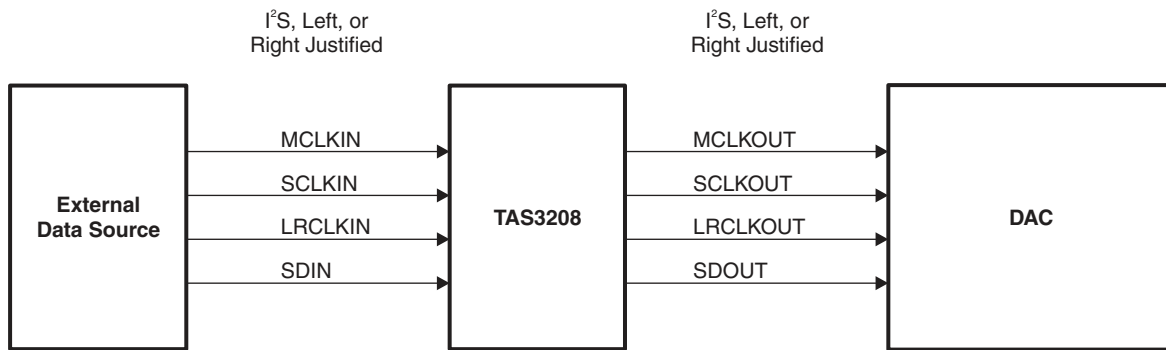 I²S, Left, or
Right Justified
I²S, Left, or
Right Justified
External
Data Source
MCLKIN
SCLKIN
LRCLKIN
SDIN
TAS3208
MCLKOUT
SCLKOUT
LRCLKOUT
SDOUT
DAC